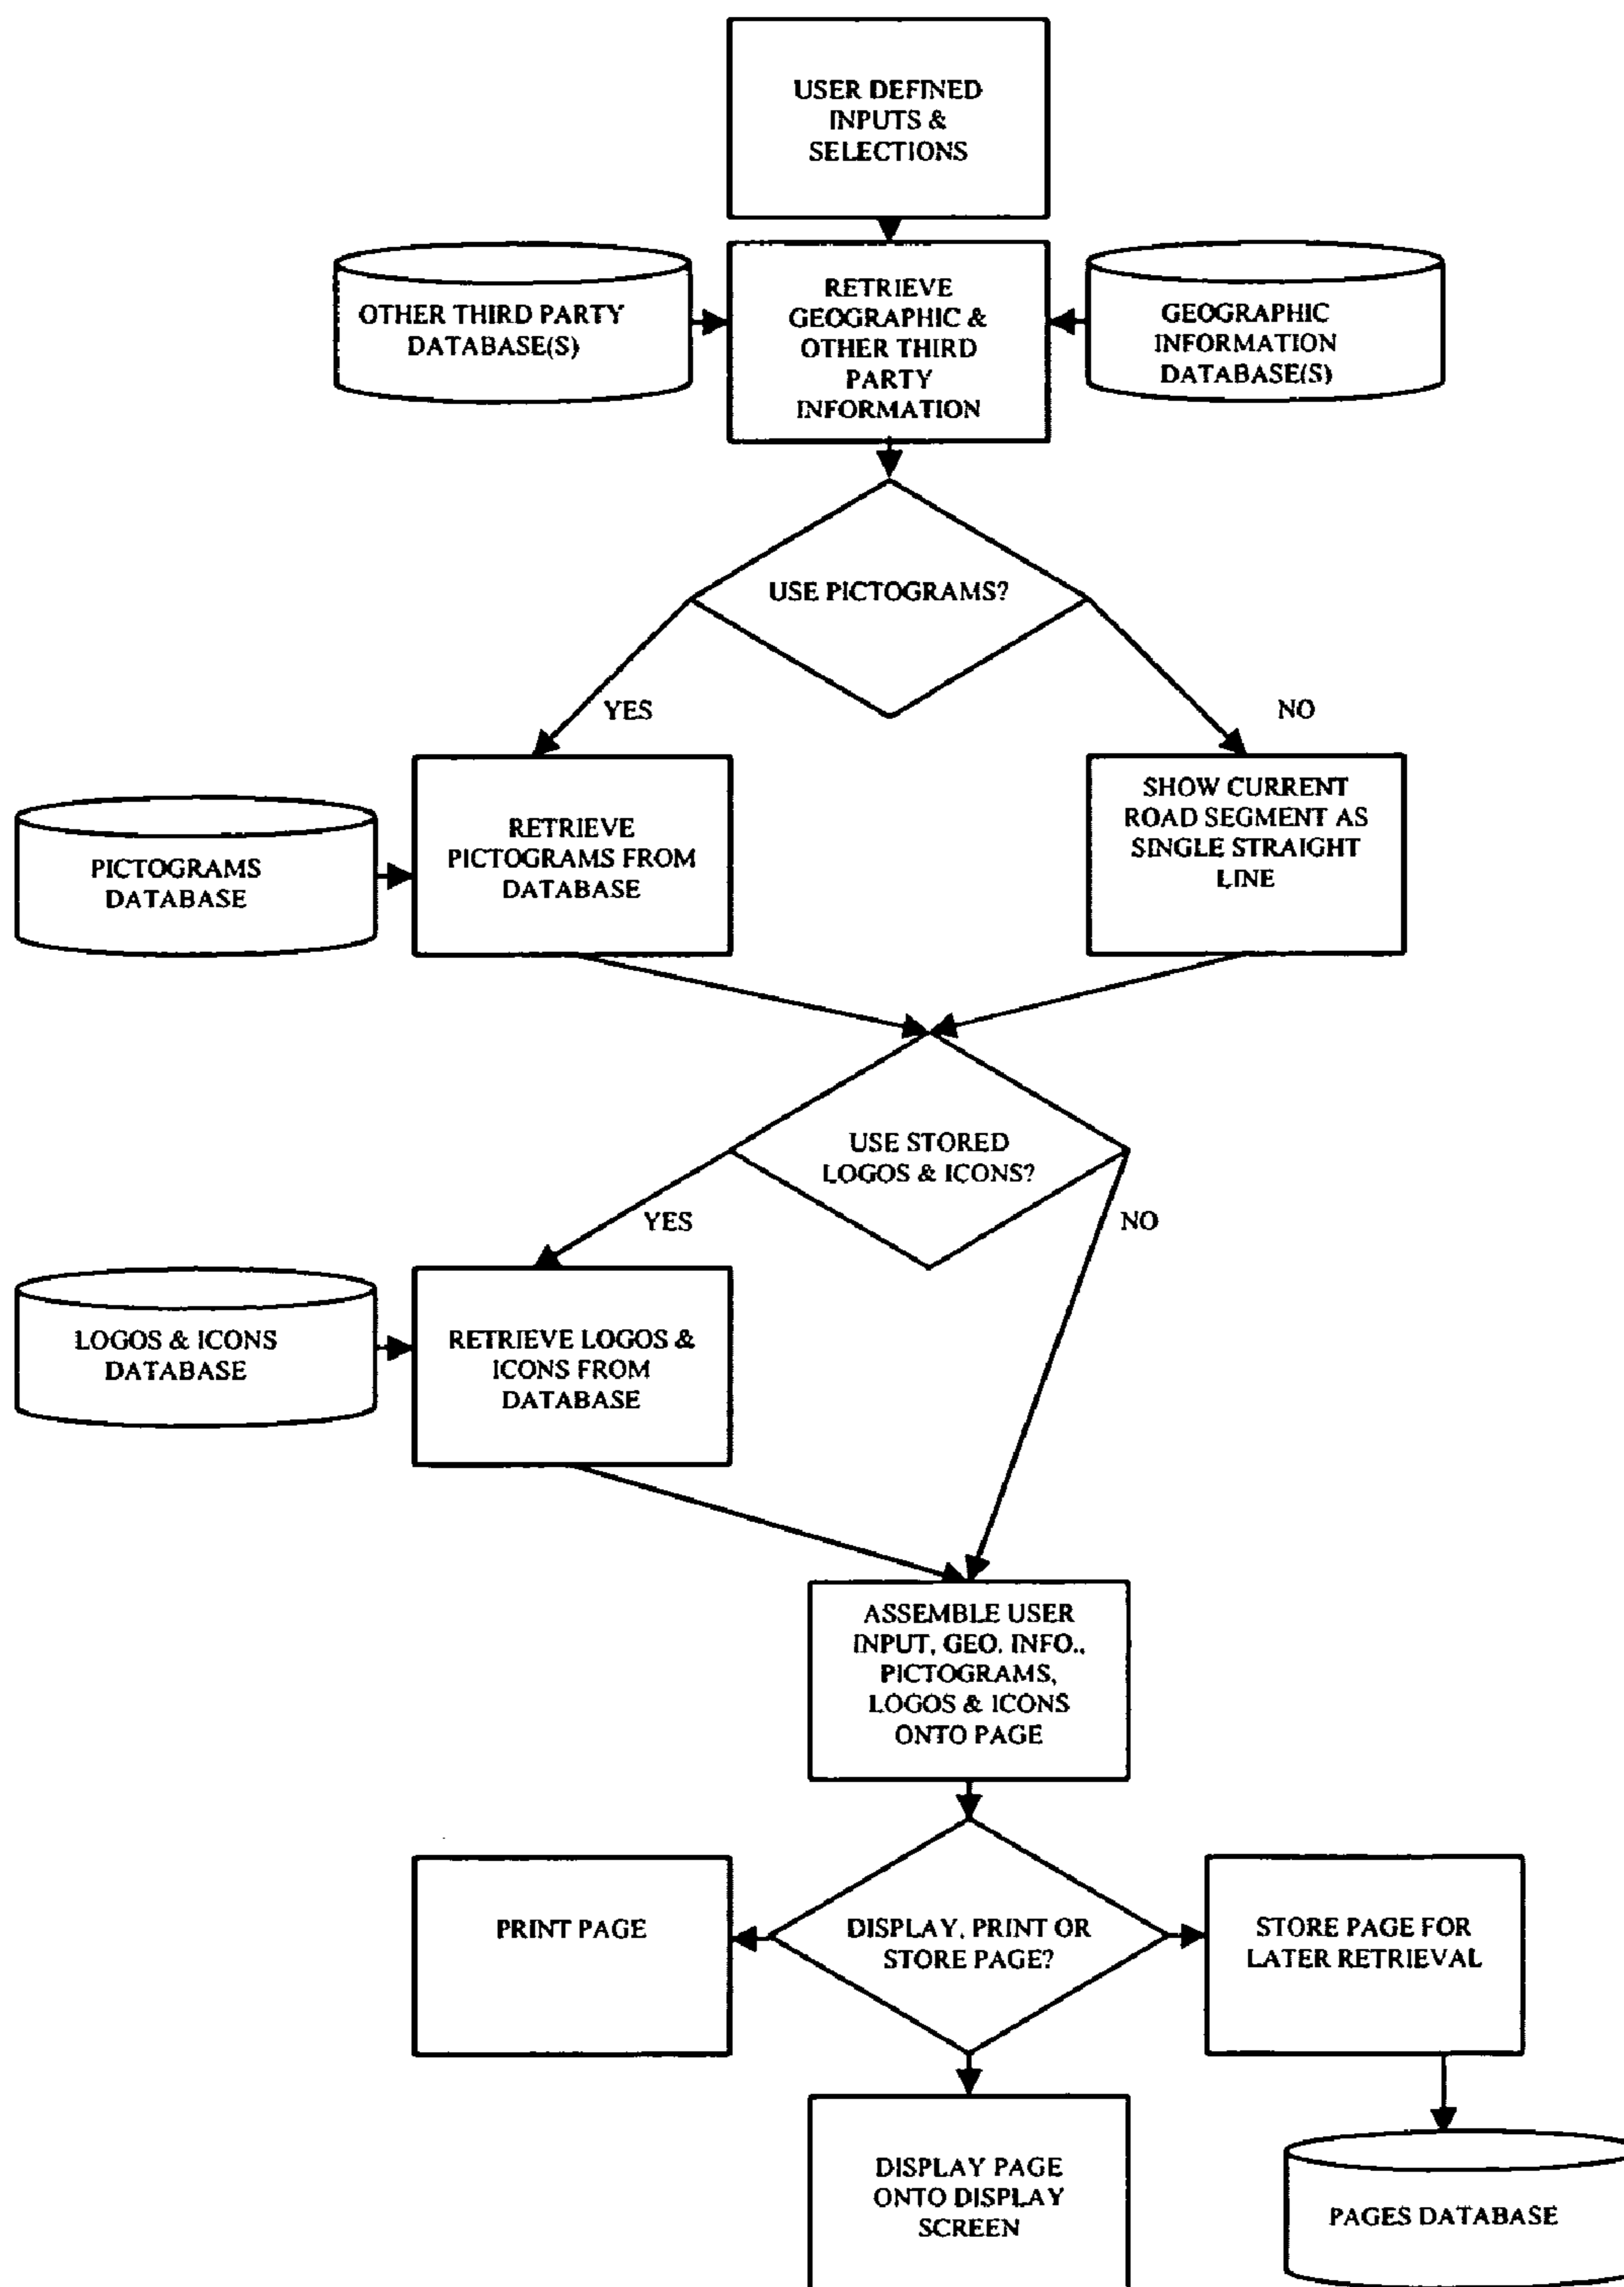 USER DEFINED
INPUTS &
SELECTIONS
OTHER THIRD PARTY
DATABASE(S)
RETRIEVE
GEOGRAPHIC &
OTHER THIRD
PARTY
INFORMATION
GEOGRAPHIC
INFORMATION
DATABASE(S)
USE PICTOGRAMS?
YES
NO
PICTOGRAMS
DATABASE
RETRIEVE
PICTOGRAMS FROM
DATABASE
SHOW CURRENT
ROAD SEGMENT AS
SINGLE STRAIGHT
LINE
USE STORED
LOGOS & ICONS?
YES
NO
LOGOS & ICONS
DATABASE
RETRIEVE LOGOS &
ICONS FROM
DATABASE
ASSEMBLE USER
INPUT, GEO. INFO.,
PICTOGRAMS,
LOGOS & ICONS
ONTO PAGE
PRINT PAGE
DISPLAY, PRINT OR
STORE PAGE?
STORE PAGE FOR
LATER RETRIEVAL
DISPLAY PAGE
ONTO DISPLAY
SCREEN
PAGES DATABASE